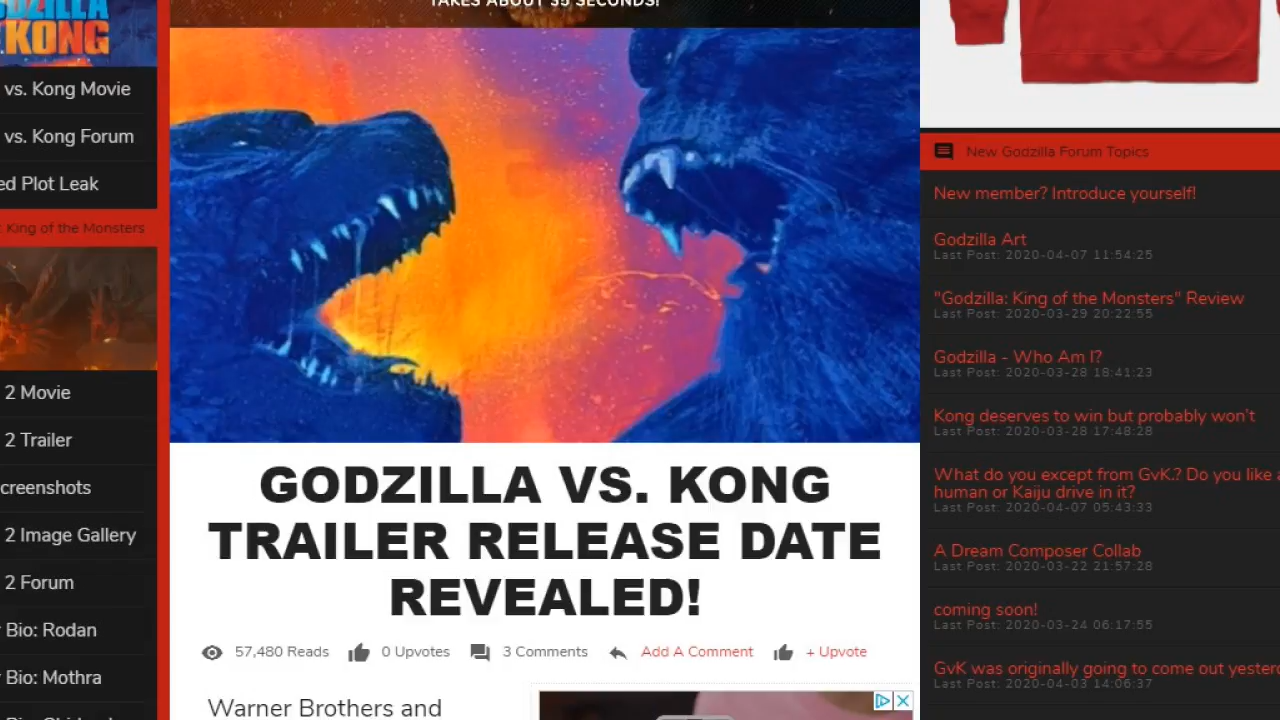 TAKES ABOUT 35 SECONDS!
KONG
vs. Kong Movie
vs. Kong Forum
Plot Leak
King of the Monsters
2 Movie
2 Trailer
2 Image Gallery
2 Forum
Bio: Rodan
Bio: Mothra
GODZILLA VS. KONG
TRAILER RELEASE DATE
REVEALED!
57,480 Reads
0 Upvotes
3 Comments
Add A Comment
+ Upvote
Warner Brothers and
New Godzilla Forum Topics
New member? Introduce yourself!
Godzilla Art
Last Post: 2020-04-07 11:54:25
"Godzilla: King of the Monsters" Review
Last Post: 2020-03-29 20:22:55
Godzilla - Who Am I?
Last Post: 2020-03-28 18:41:23
Kong deserves to win but probably won't
Last Post: 2020-03-28 17:48:28
What do you except from GvK.? Do you like a
human or Kaiju drive in it?
Last Post: 2020-04-07 05:43:33
A Dream Composer Collab
Last Post: 2020-03-22 21:57:28
coming soon!
Last Post: 2020-03-24 06:17:55
GvK was originally going to come out
Last Post: 2020-04-03 14:06:37